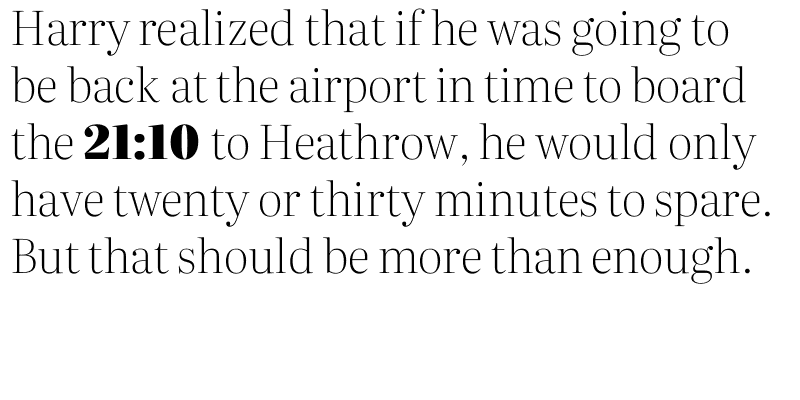 Harry realized that if he was going to
be back at the airport in time to board
the 21:10 to Heathrow, he would only
have twenty or thirty minutes to spare.
But that should be more than enough.